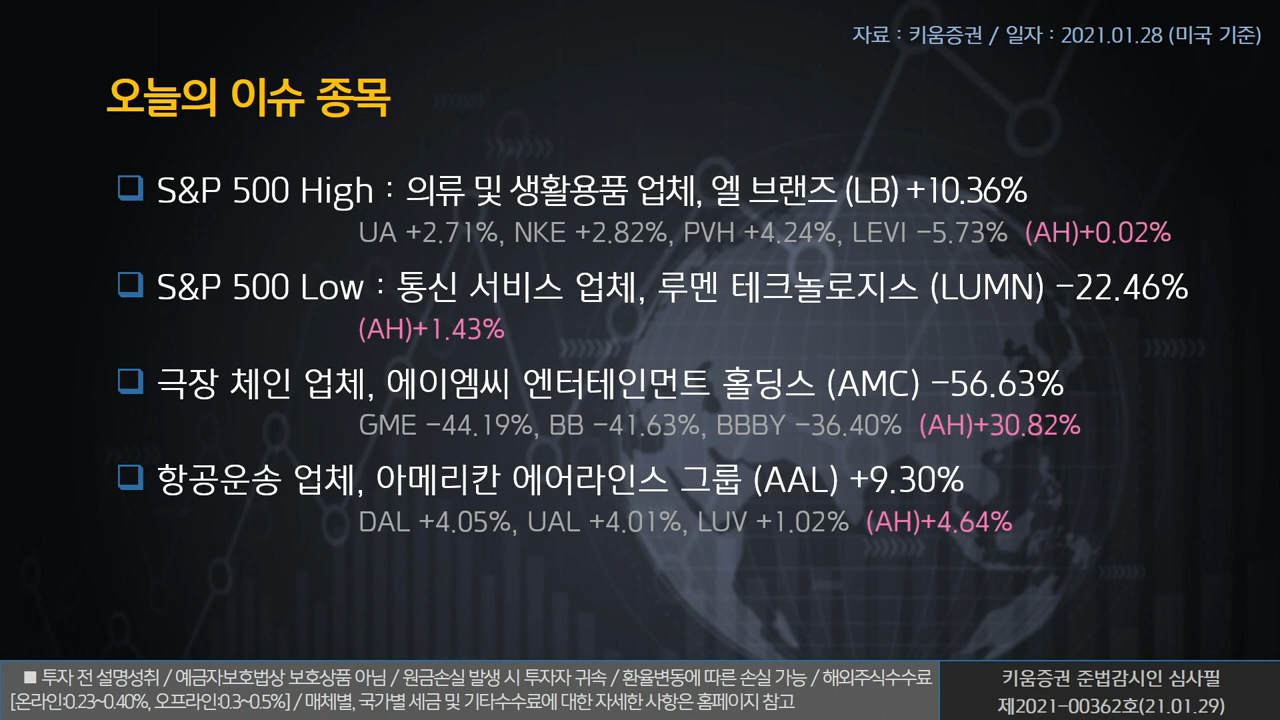 자료 : 키움증권 / 일자 : 2021.01.28 (미국 기준)
오늘의 이슈 종목
❏ S&P 500 High : 의류 및 생활용품 업체, 엘 브랜즈 (LB) +10.36%
UA +2.71%, NKE +2.82%, PVH +4.24%, LEVI −5.73% (AH)+0.02%
❏ S&P 500 Low : 통신 서비스 업체, 루멘 테크놀로지스 (LUMN) −22.46%
(AH)+1.43%
❏ 극장 체인 업체, 에이엠씨 엔터테인먼트 홀딩스 (AMC) −56.63%
GME −44.19%, BB −41.63%, BBBY −36.40% (AH)+30.82%
❏ 항공운송 업체, 아메리칸 에어라인스 그룹 (AAL) +9.30%
DAL +4.05%, UAL +4.01%, LUV +1.02% (AH)+4.64%
■ 투자 전 설명성취 / 예금자보호법상 보호상품 아님 / 원금손실 발생 시 투자자 귀속 / 환율변동에 따른 손실 가능 / 해외주식수수료
[온라인:0.23~0.40%, 오프라인:0.3~0.5%] / 매체별, 국가별 세금 및 기타수수료에 대한 자세한 사항은 홈페이지 참고
키움증권 준법감시인 심사필
제2021-00362호(21.01.29)